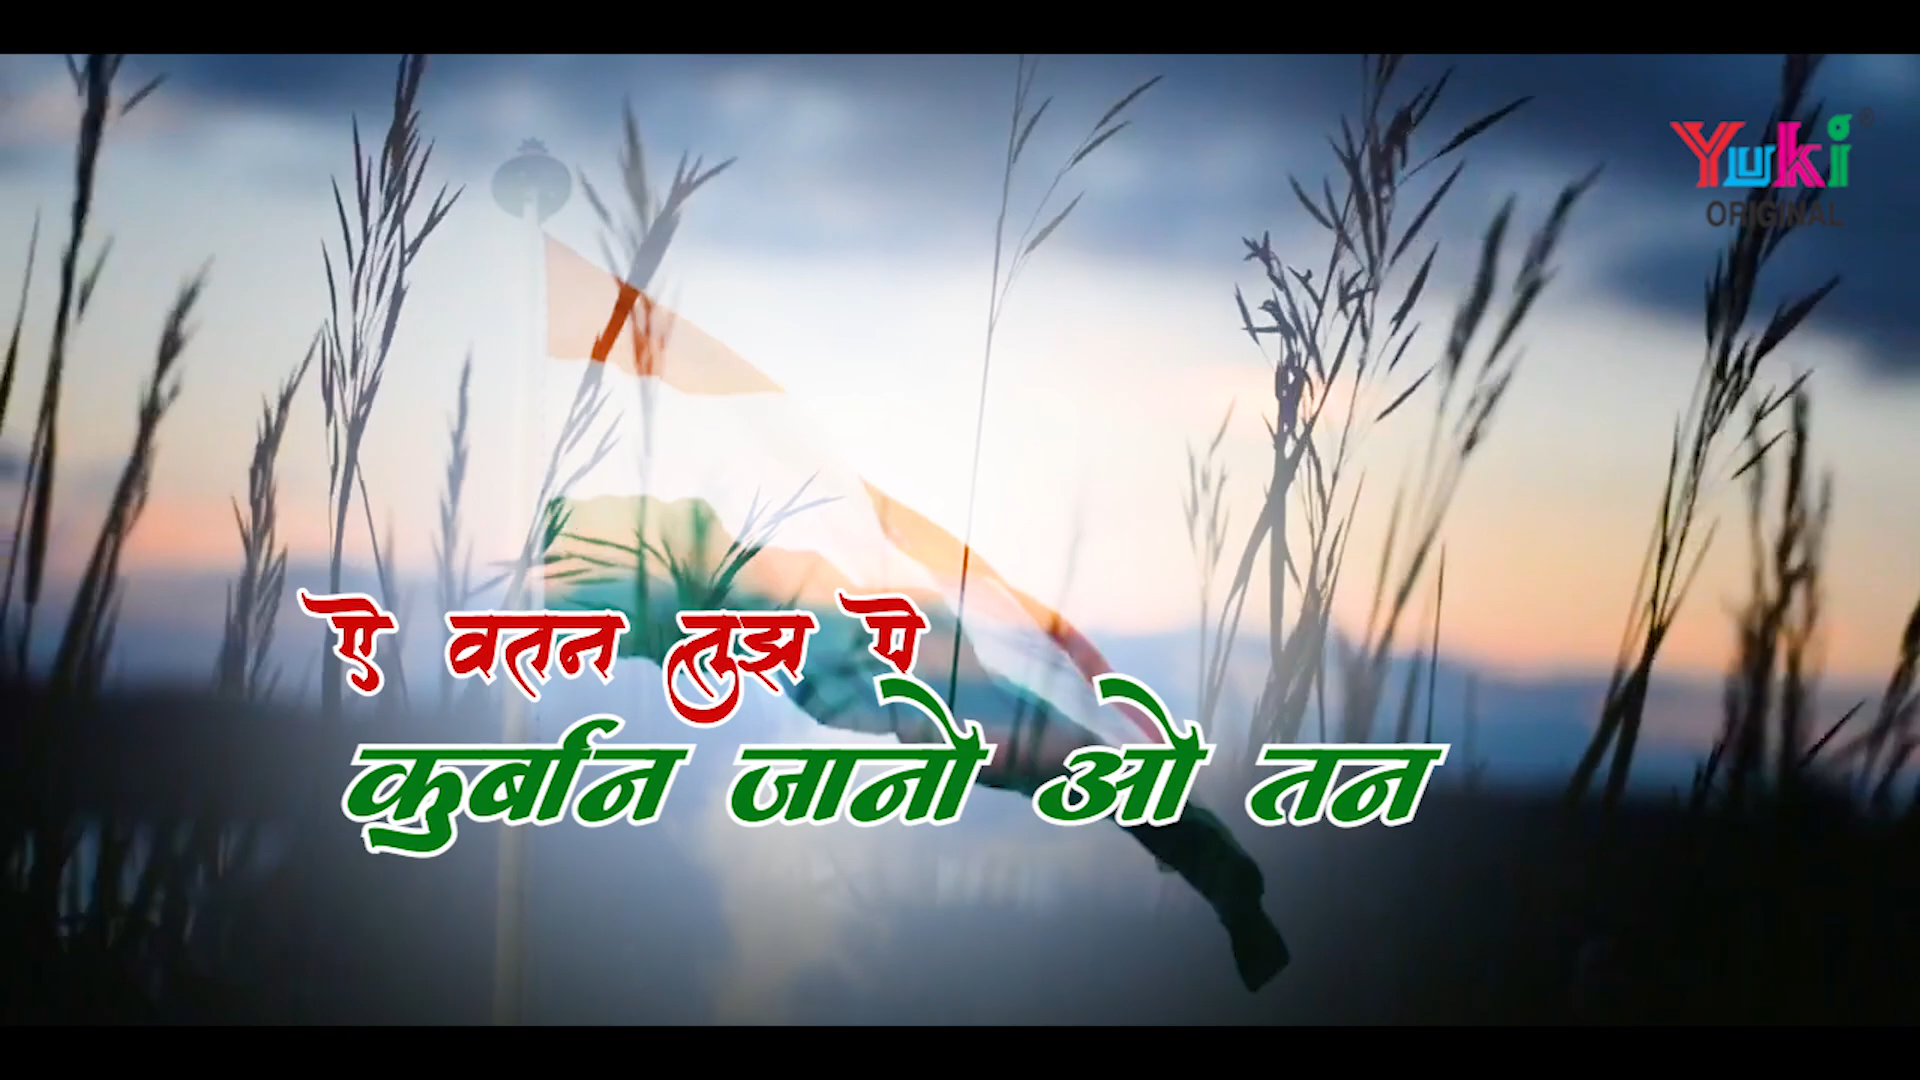 Yuki
ORIGINAL
ऐ वतन तुझ पे
कुर्बान जानो ओ तन